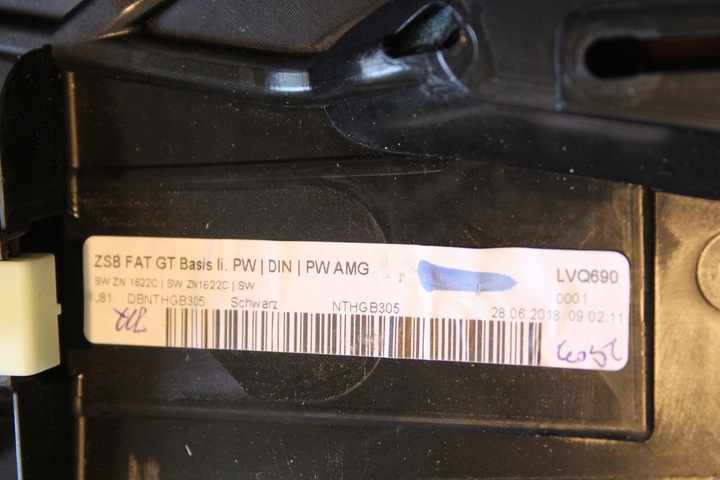 ZSB FAT GT Basis li. PW | DIN | PW AMG
LVQ690
SW ZN 1622C | SW ZN1622C | SW
0001
J81 DBNTHGB305 Schwarz NTHGB305
28 06 2018 09.02 11